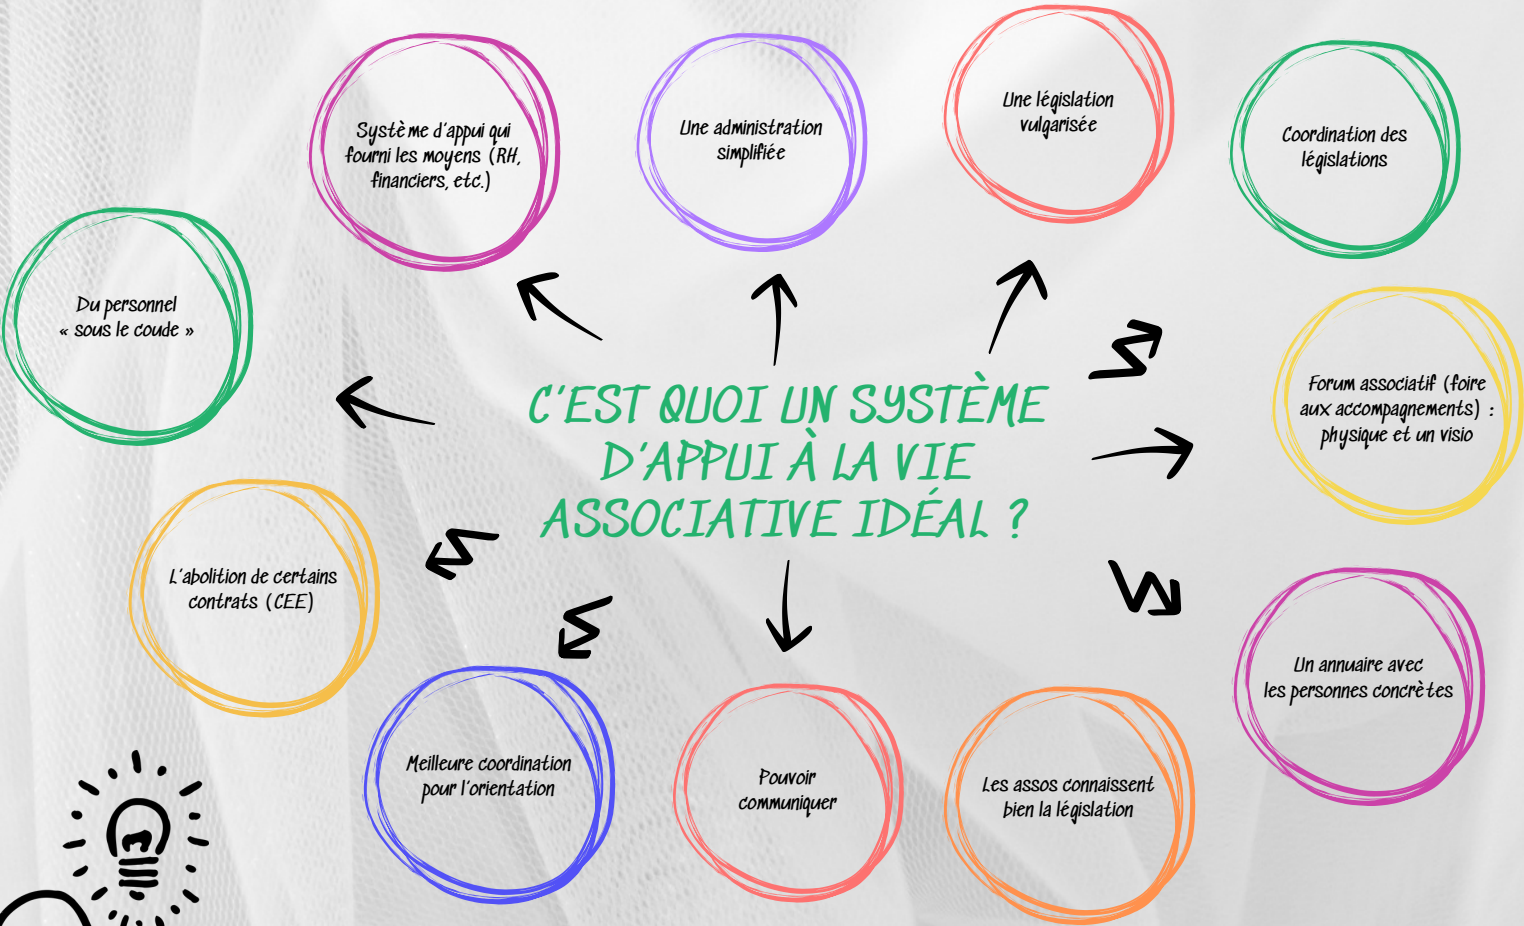 Système d'appui qui
fourni les moyens (RH,
financiers, etc.)
Une administration
simplifiée
Une législation
vulgarisée
Coordination des
législations
Du personnel
« sous le coude »
C'EST QUOI UN SYSTÈME
D'APPUI À LA VIE
ASSOCIATIVE IDÉAL ?
Forum associatif (foire
aux accompagnements) :
physique et un visio
L'abolition de certains
contrats (CEE)
Un annuaire avec
les personnes concrètes
Meilleure coordination
pour l'orientation
Pouvoir
communiquer
Les assos connaissent
bien la législation